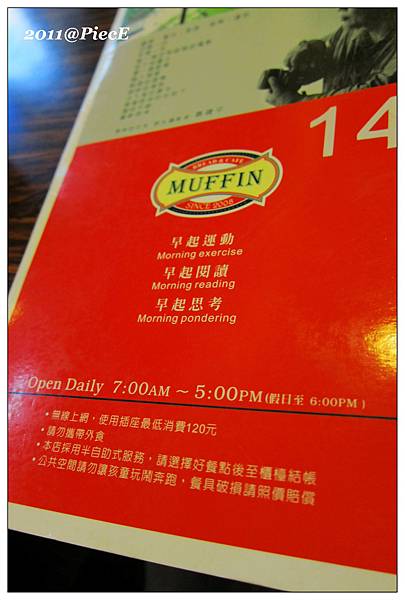 2011@PiecE
14
BREAD & CAFE
MUFFIN
SINCE 2008
早起運動
Morning exercise
早起閱讀
Morning reading
早起思考
Morning pondering
Open Daily 7:00AM ~ 5:00PM (假日至 6:00PM)
•無線上網，使用插座最低消費120元
•請勿攜帶外食
•本店採用半自助式服務，請選擇好餐點後至櫃檯結帳
•公共空間請勿讓孩童玩鬧奔跑，餐具破損請照價賠償